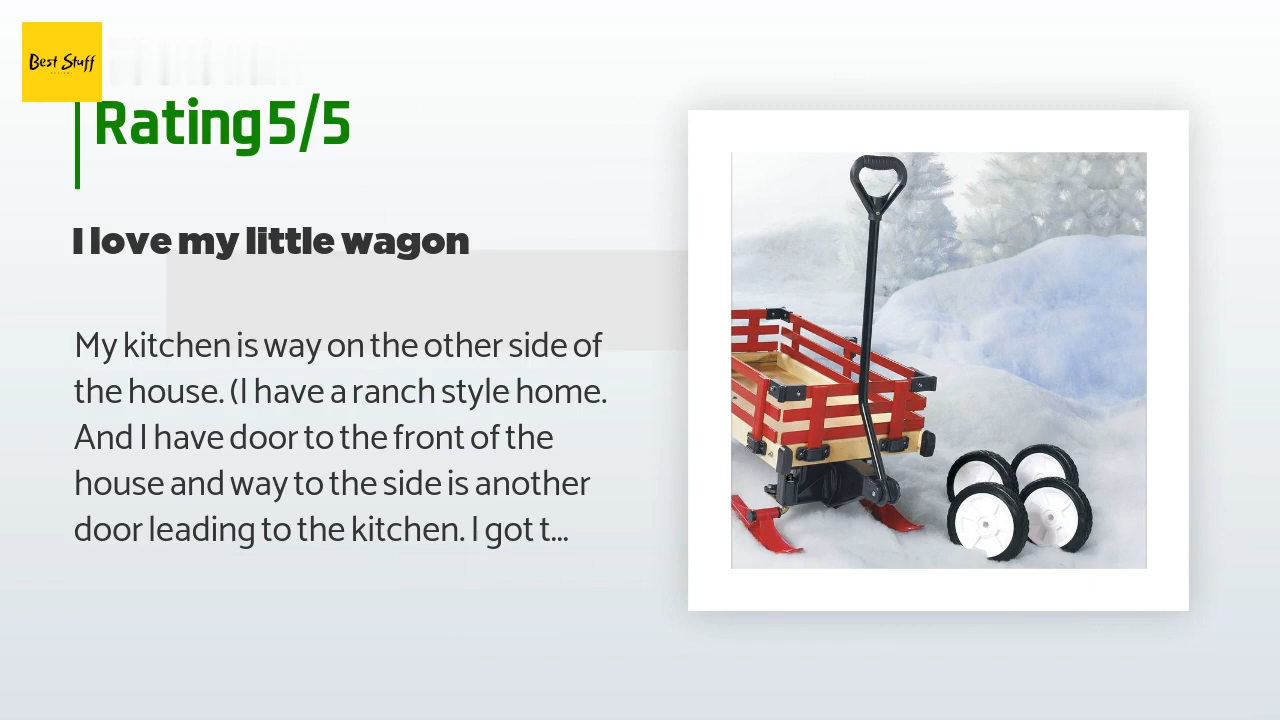 Best Stuff
Rating 5/5
I love my little wagon
My kitchen is way on the other side of
the house. (I have a ranch style home.
And I have door to the front of the
house and way to the side is another
door leading to the kitchen. I got t...